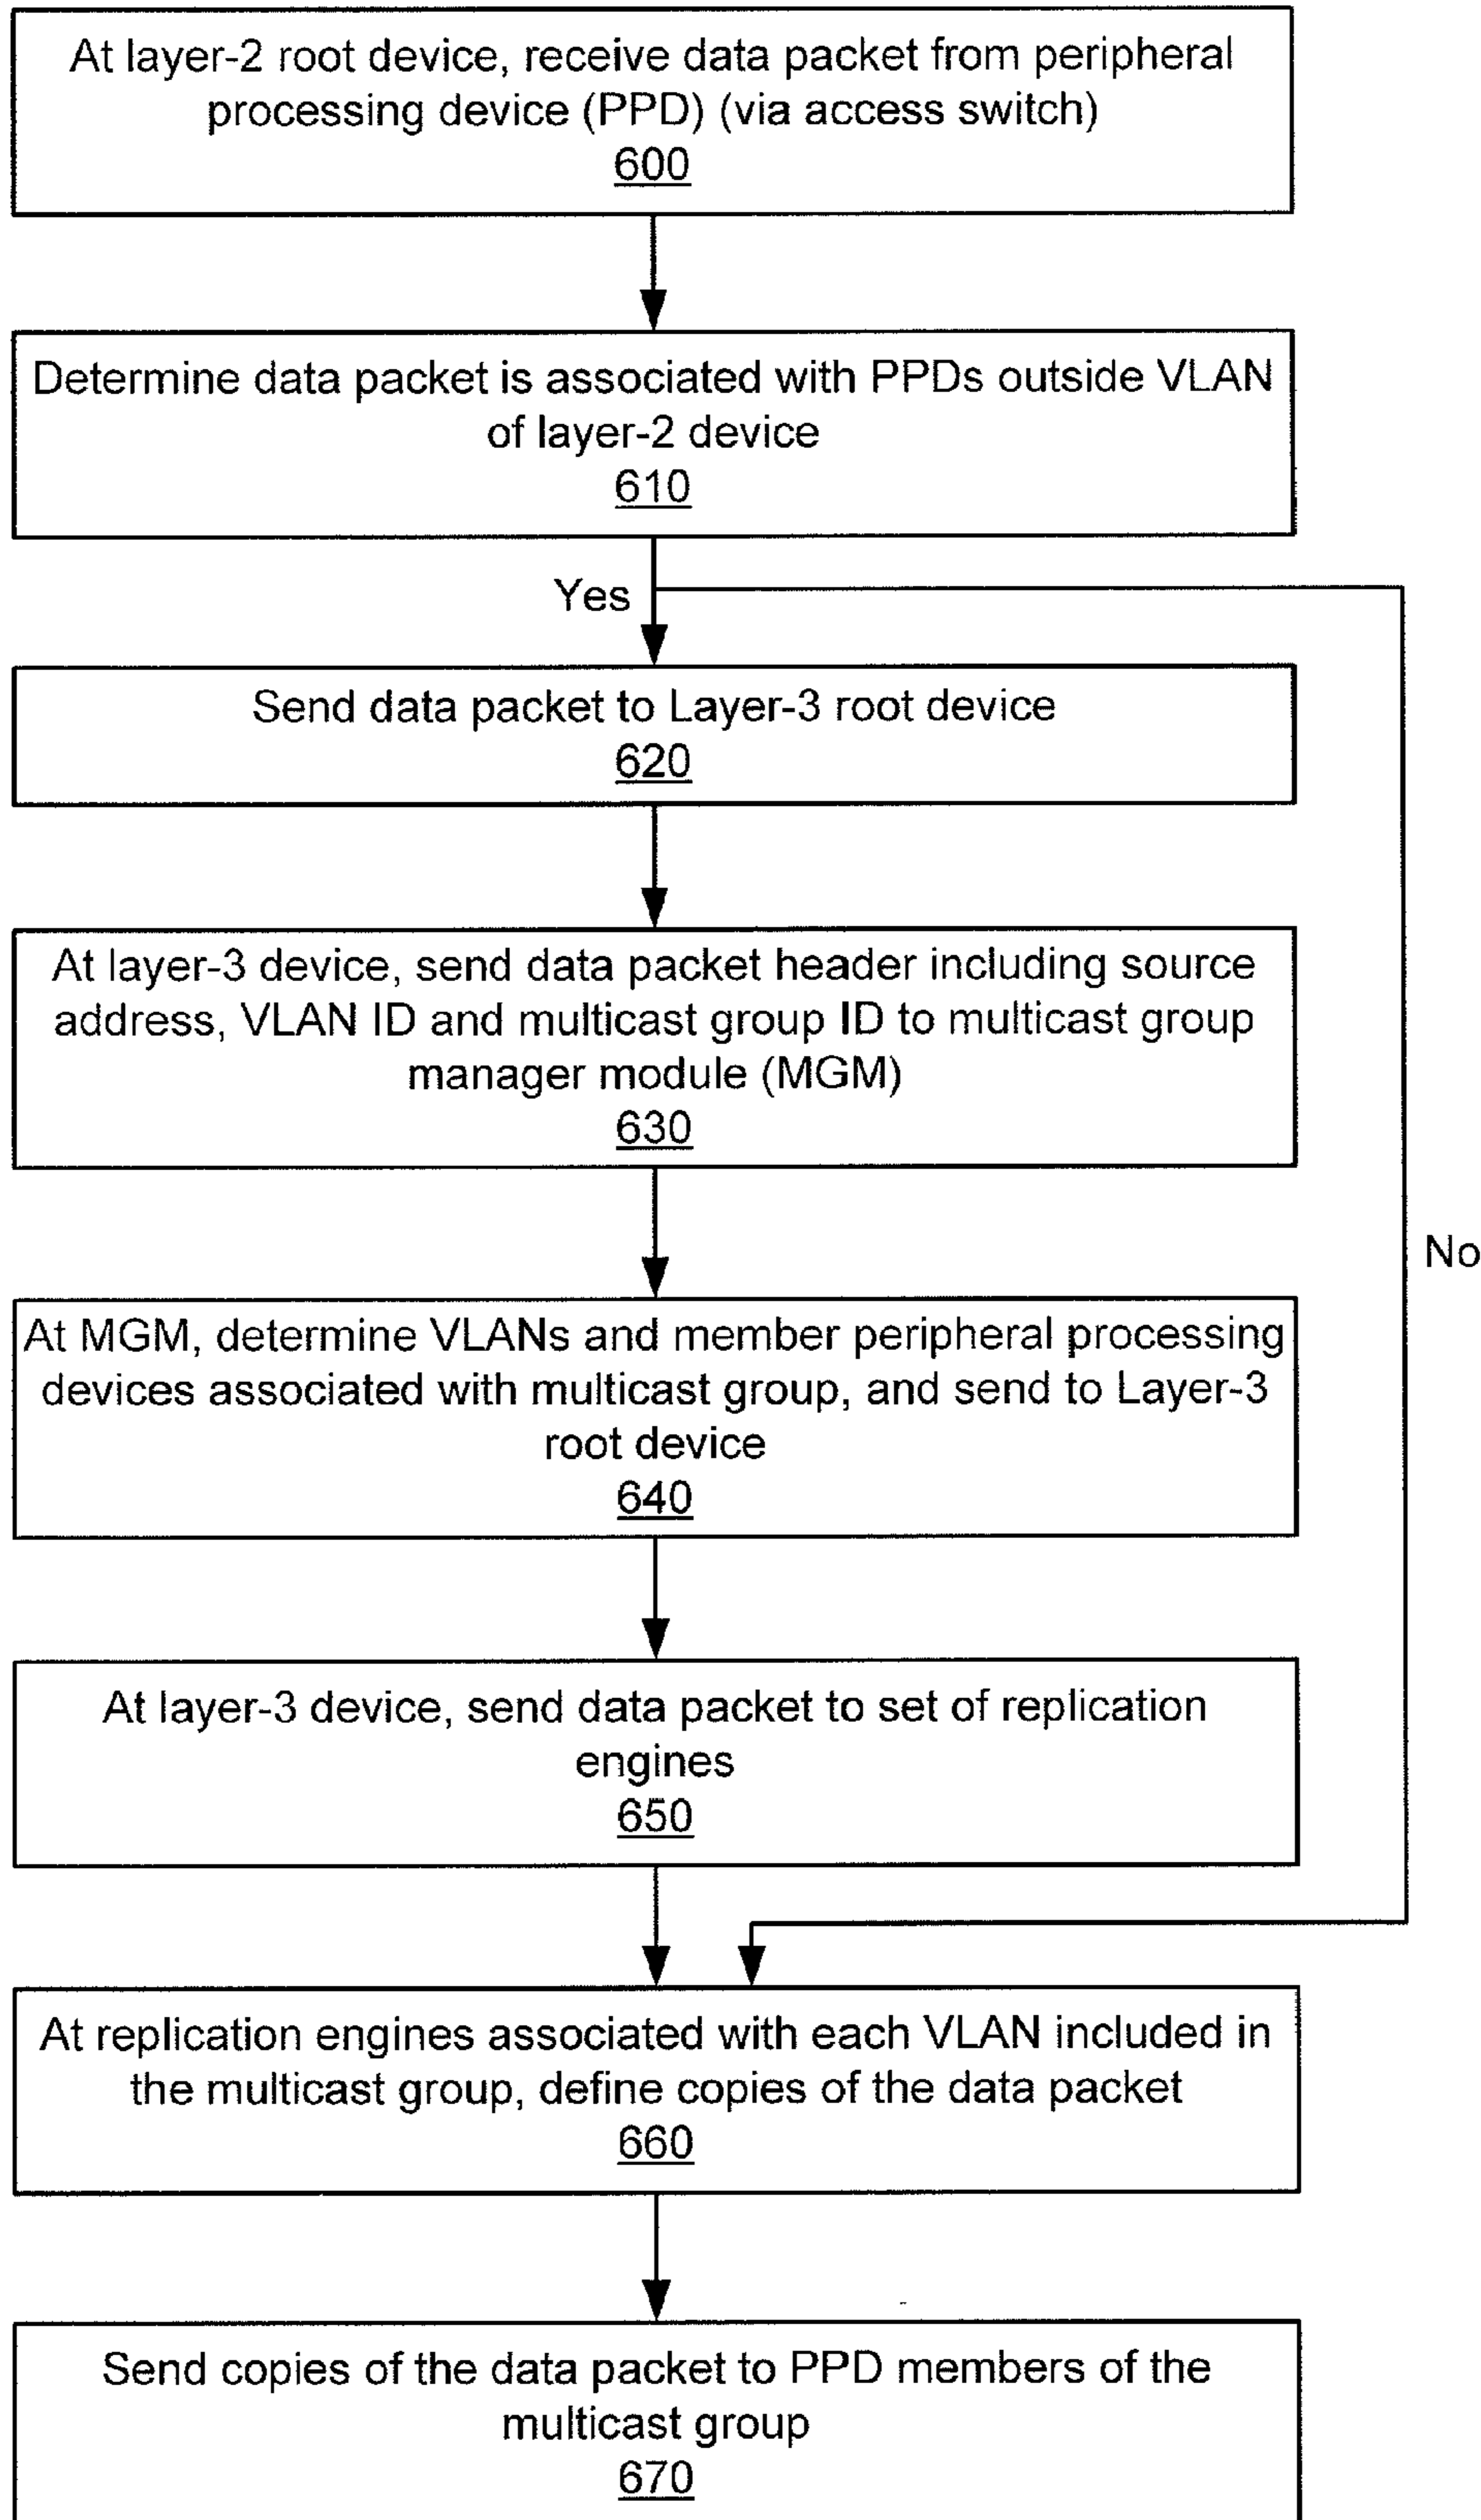 At layer-2 root device, receive data packet from peripheral
processing device (PPD) (via access switch)
600
Determine data packet is associated with PPDs outside VLAN
of layer-2 device
610
Yes
Send data packet to Layer-3 root device
620
At layer-3 device, send data packet header including source
address, VLAN ID and multicast group ID to multicast group
manager module (MGM)
630
No
At MGM, determine VLANs and member peripheral processing
devices associated with multicast group, and send to Layer-3
root device
640
At layer-3 device, send data packet to set of replication
engines
650
At replication engines associated with each VLAN included in
the multicast group, define copies of the data packet
660
Send copies of the data packet to PPD members of the
multicast group
670